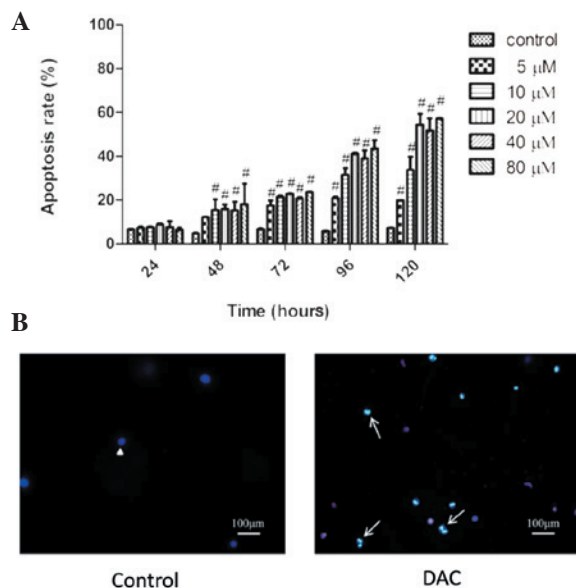 A
Apoptosis rate (%)
100
80
60
40
20
0
# # # #
# # # # #
# # # # #
# # # # #
24
48
72
96
120
Time (hours)
control
5 μM
10 μM
20 μM
40 μM
80 μM
B
100μm
100μm
Control
DAC